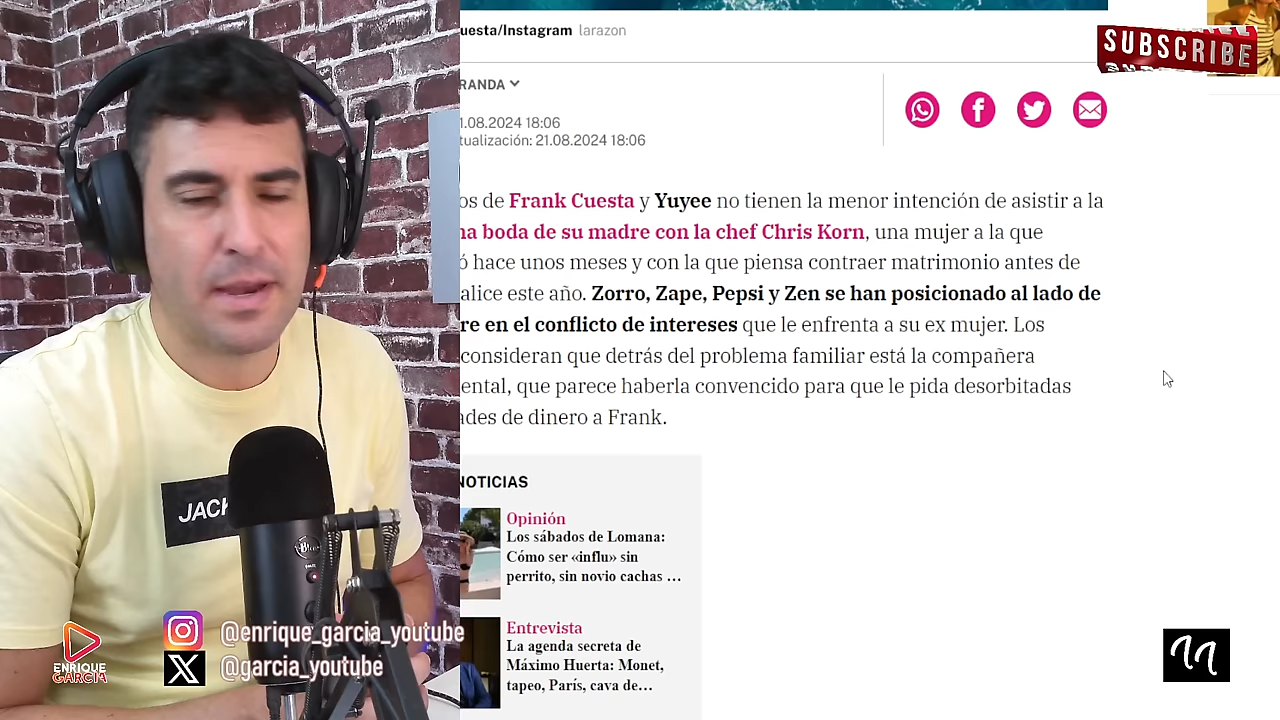 uesta/Instagram larazon
SUBSCRIBE
RANDA
1.08.2024 18:06
tualización: 21.08.2024 18:06
os de Frank Cuesta y Yuyee no tienen la menor intención de asistir a la
na boda de su madre con la chef Chris Korn, una mujer a la que
ó hace unos meses y con la que piensa contraer matrimonio antes de
alice este año. Zorro, Zape, Pepsi y Zen se han posicionado al lado de
re en el conflicto de intereses que le enfrenta a su ex mujer. Los
consideran que detrás del problema familiar está la compañera
ental, que parece haberla convencido para que le pida desorbitadas
ades de dinero a Frank.
NOTICIAS
Opinión
Los sábados de Lomana:
Cómo ser «influ» sin
perrito, sin novio cachas ...
Entrevista
La agenda secreta de
Máximo Huerta: Monet,
tapeo, París, cava de...
JACK
@enrique_garcia_youtube
@garcia_youtube
ENRIQUE
GARCIA